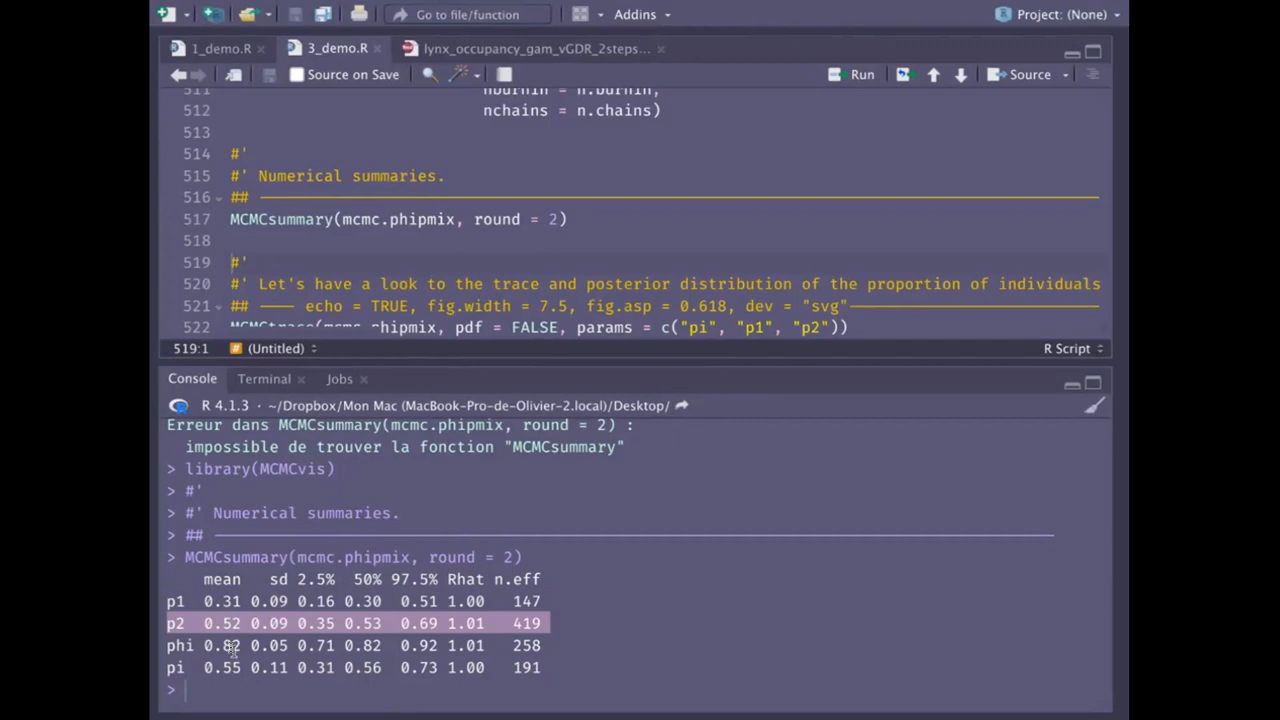 Go to file/function
Addins
Project: (None)
1_demo.R
3_demo.R
lynx_occupancy_gam_vGDR_2steps...
Source on Save
Run
Source
511 nburnin = n.burnin,
512 nchains = n.chains)
513
514 #'
515 #' Numerical summaries.
516 ## ────────────────────────
517 MCMCsummary(mcmc.phipmix, round = 2)
518
519 #'
520 #' Let's have a look to the trace and posterior distribution of the proportion of individuals
521 ## ──── echo = TRUE, fig.width = 7.5, fig.asp = 0.618, dev = "svg"────────────
522 MCMCtrace(mcmc.phipmix, pdf = FALSE, params = c("pi", "p1", "p2"))
519:1
# (Untitled)
R Script
Console
Terminal
Jobs
R 4.1.3 · ~/Dropbox/Mon Mac (MacBook-Pro-de-Olivier-2.local)/Desktop/
Erreur dans MCMCsummary(mcmc.phipmix, round = 2) :
impossible de trouver la fonction "MCMCsummary"
> library(MCMCvis)
> #'
> #' Numerical summaries.
> ## ────────────────────────
> MCMCsummary(mcmc.phipmix, round = 2)
mean sd 2.5% 50% 97.5% Rhat n.eff
p1 0.31 0.09 0.16 0.30 0.51 1.00 147
p2 0.52 0.09 0.35 0.53 0.69 1.01 419
phi 0.82 0.05 0.71 0.82 0.92 1.01 258
pi 0.55 0.11 0.31 0.56 0.73 1.00 191
>